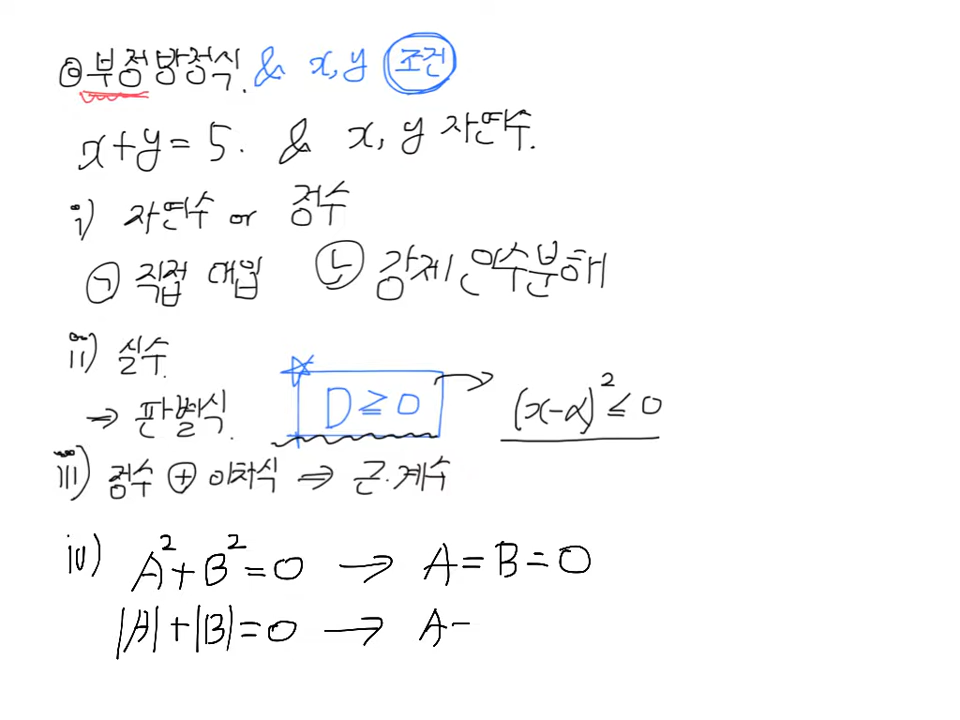 ◎ 부정방정식. & x, y 조건
x+y = 5. & x, y 자연수.
i) 자연수 or 정수
㉠ 직접 대입 ㉡ 강제 인수분해
ii) 실수.
⇒ 판별식. D ≥ 0 → (x-α)² ≤ 0
iii) 정수 ⊕ 이차식 ⇒ 근.계수
iv) A² + B² = 0 → A = B = 0
|A| + |B| = 0 → A -